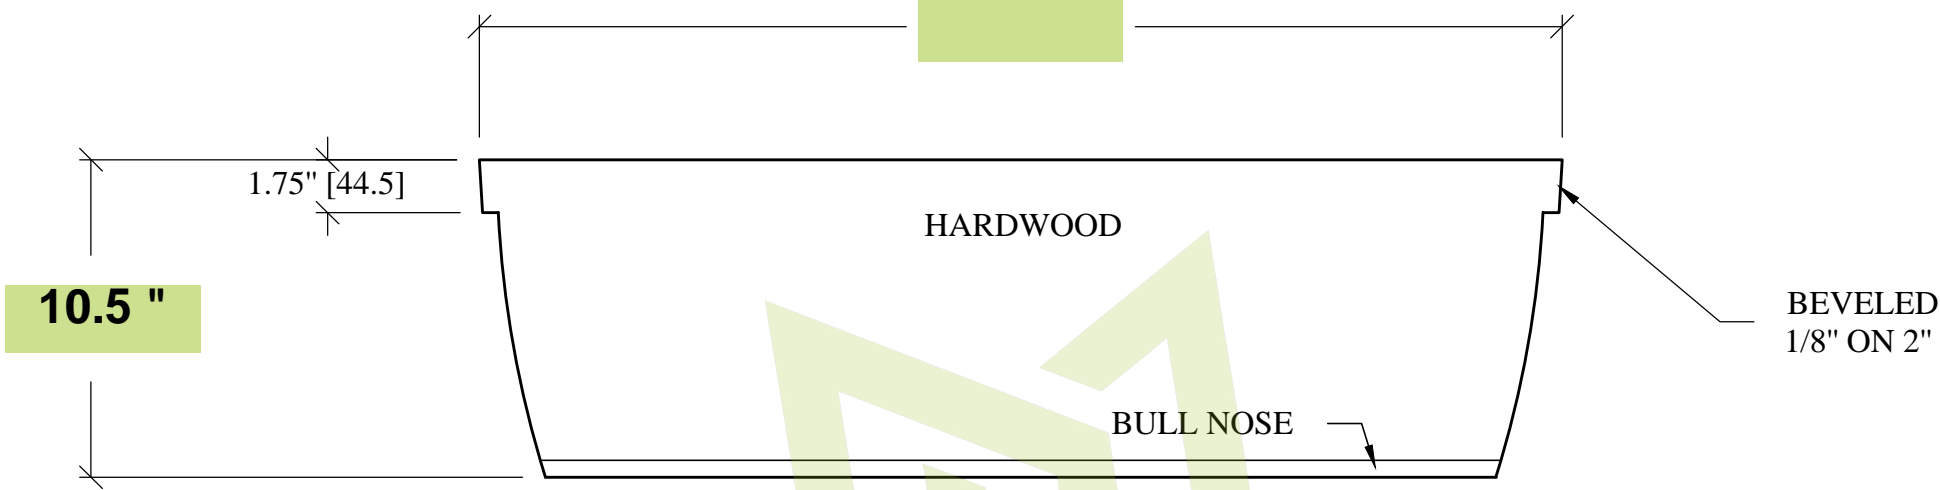 1.75" [44.5]
HARDWOOD
10.5 "
BEVELED
1/8" ON 2"
BULL NOSE